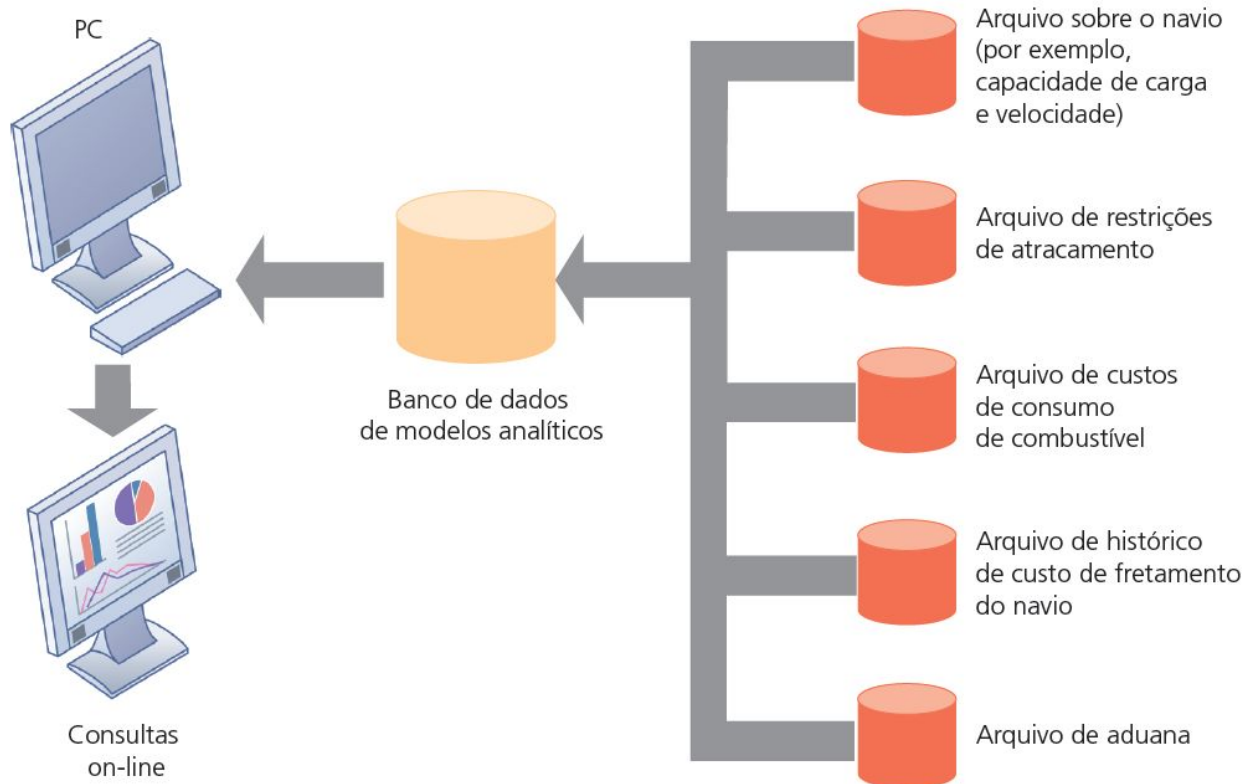 PC
Banco de dados
de modelos analíticos
Consultas
on-line
Arquivo sobre o navio
(por exemplo,
capacidade de carga
e velocidade)
Arquivo de restrições
de atracamento
Arquivo de custos
de consumo
de combustível
Arquivo de histórico
de custo de fretamento
do navio
Arquivo de aduana